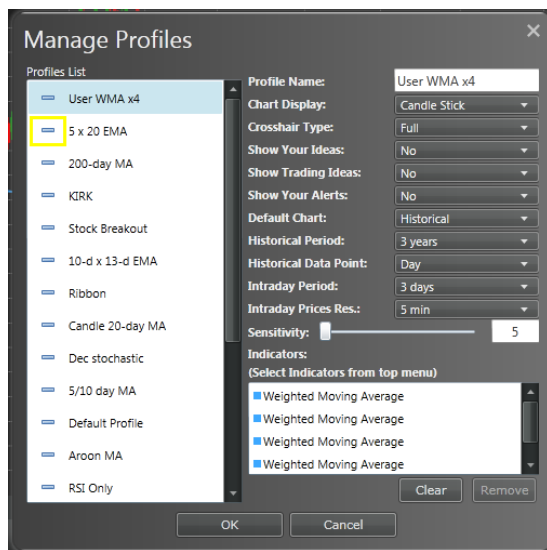 Manage Profiles
Profiles List
User WMA x4
5 x 20 EMA
200-day MA
KIRK
Stock Breakout
10-d x 13-d EMA
Ribbon
Candle 20-day MA
Dec stochastic
5/10 day MA
Default Profile
Aroon MA
RSI Only
Profile Name: User WMA x4
Chart Display: Candle Stick
Crosshair Type: Full
Show Your Ideas: No
Show Trading Ideas: No
Show Your Alerts: No
Default Chart: Historical
Historical Period: 3 years
Historical Data Point: Day
Intraday Period: 3 days
Intraday Prices Res.: 5 min
Sensitivity: 5
Indicators:
(Select Indicators from top menu)
Weighted Moving Average
Weighted Moving Average
Weighted Moving Average
Weighted Moving Average
Clear Remove
OK Cancel